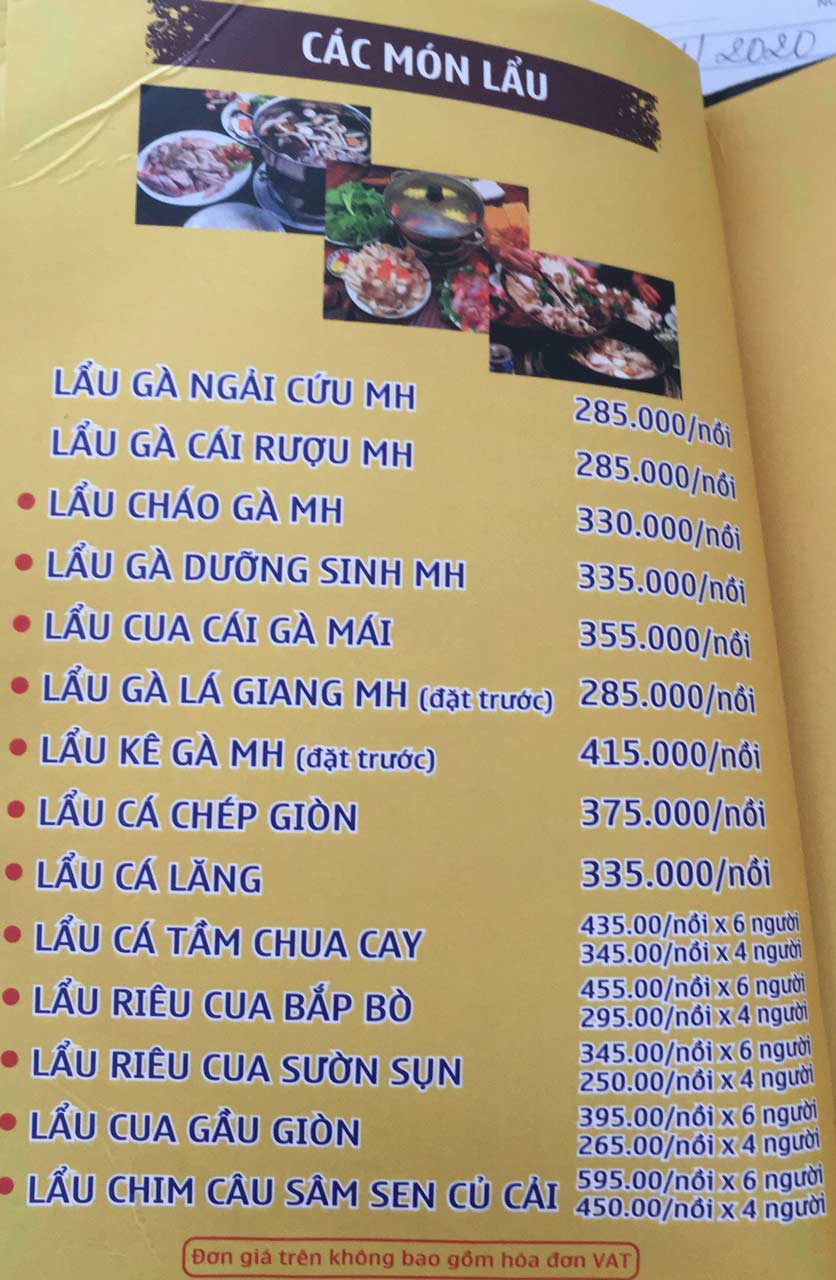 2020
CÁC MÓN LẨU
LẨU GÀ NGẢI CỨU MH 285.000/nồi
LẨU GÀ CÁI RƯỢU MH 285.000/nồi
• LẨU CHÁO GÀ MH 330.000/nồi
• LẨU GÀ DƯỠNG SINH MH 335.000/nồi
• LẨU CUA CÁI GÀ MÁI 355.000/nồi
• LẨU GÀ LÁ GIANG MH (đặt trước) 285.000/nồi
• LẨU KÊ GÀ MH (đặt trước) 415.000/nồi
• LẨU CÁ CHÉP GIÒN 375.000/nồi
• LẨU CÁ LĂNG 335.000/nồi
• LẨU CÁ TẦM CHUA CAY 435.00/nồi x 6 người
345.00/nồi x 4 người
• LẨU RIÊU CUA BẮP BÒ 455.00/nồi x 6 người
295.00/nồi x 4 người
• LẨU RIÊU CUA SƯỜN SỤN 345.00/nồi x 6 người
250.00/nồi x 4 người
• LẨU CUA GẦU GIÒN 395.00/nồi x 6 người
265.00/nồi x 4 người
• LẨU CHIM CÂU SÂM SEN CỦ CẢI 595.00/nồi x 6 người
450.00/nồi x 4 người
Đơn giá trên không bao gồm hóa đơn VAT